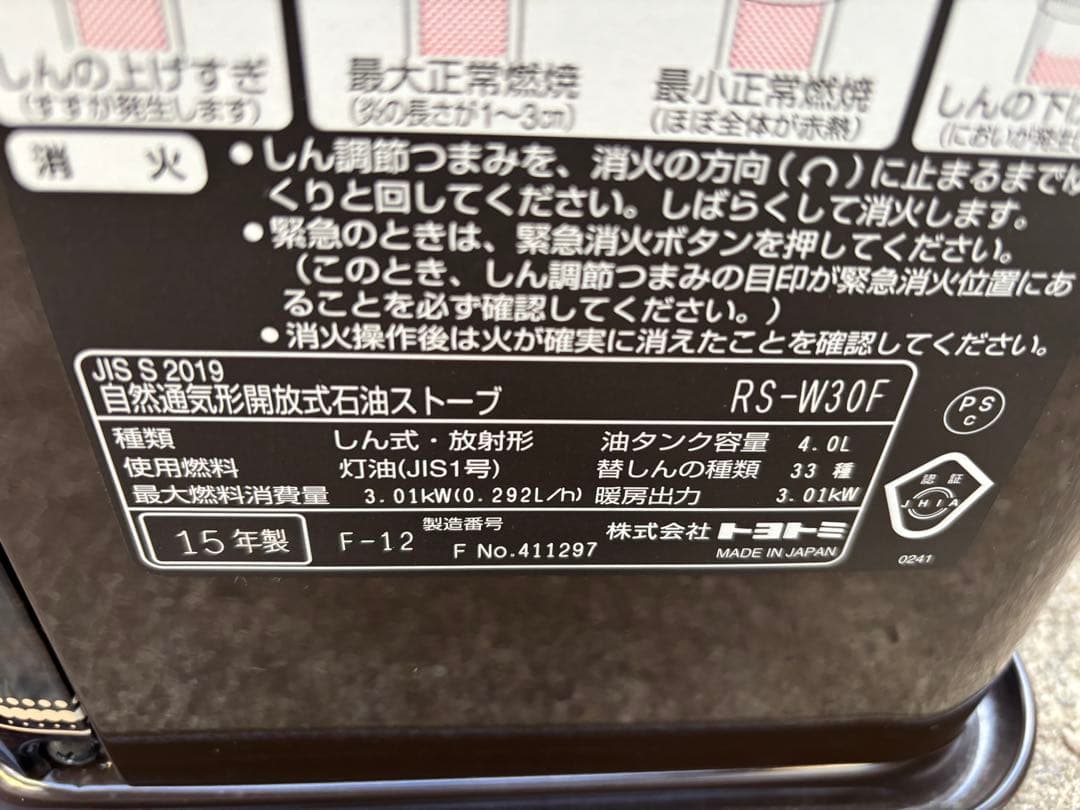 しんの上げすぎ
(すすが発生します)
最大正常燃焼
(炎の長さが1〜3cm)
最小正常燃焼
(ほぼ全体が赤熱)
しんの下げ
(においが発生
消 火
●しん調節つまみを、消火の方向(↶)に止まるまでゆ
くりと回してください。しばらくして消火します。
●緊急のときは、緊急消火ボタンを押してください。
(このとき、しん調節つまみの目印が緊急消火位置にあ
ることを必ず確認してください。)
●消火操作後は火が確実に消えたことを確認してください。
JIS S 2019
自然通気形開放式石油ストーブ RS-W30F
種類 しん式・放射形 油タンク容量 4.0L
使用燃料 灯油(JIS1号) 替しんの種類 33 種
最大燃料消費量 3.01kW(0.292L/h) 暖房出力 3.01kW
15年製 F-12 製造番号 F No.411297 株式会社 トヨトミ
MADE IN JAPAN
PS
C
認証
JHIA
0241